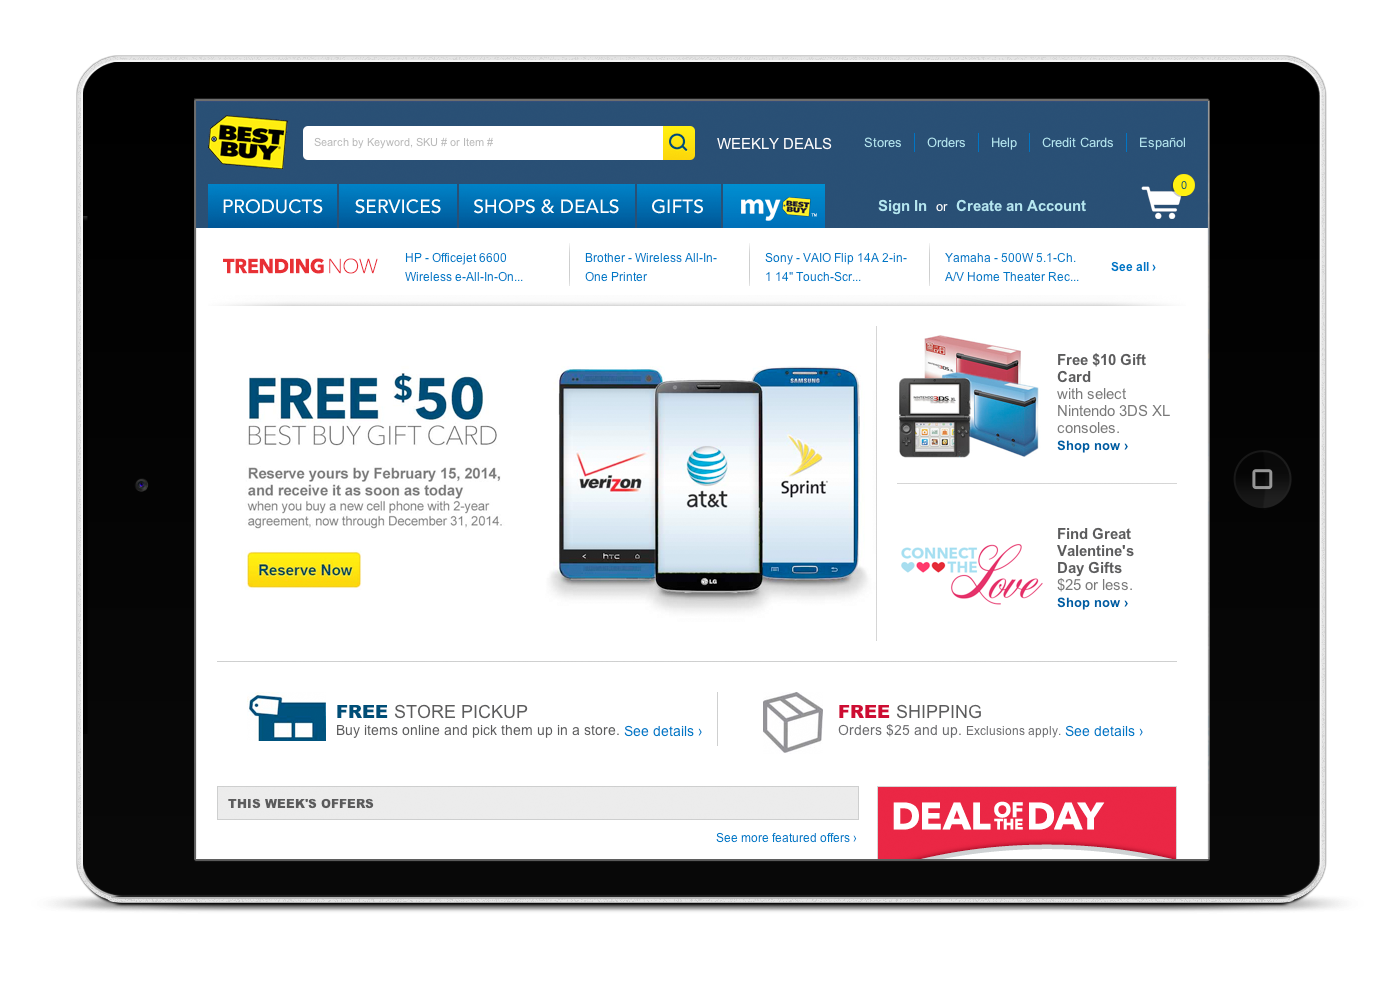 BEST BUY
Search by Keyword, SKU # or Item #
WEEKLY DEALS
Stores
Orders
Help
Credit Cards
Español
PRODUCTS
SERVICES
SHOPS & DEALS
GIFTS
my BEST BUY™
Sign In or Create an Account
0
TRENDING NOW
HP - Officejet 6600
Wireless e-All-In-On...
Brother - Wireless All-In-
One Printer
Sony - VAIO Flip 14A 2-in-
1 14" Touch-Scr...
Yamaha - 500W 5.1-Ch.
A/V Home Theater Rec...
See all ›
FREE $50
BEST BUY GIFT CARD
Reserve yours by February 15, 2014,
and receive it as soon as today
when you buy a new cell phone with 2-year
agreement, now through December 31, 2014.
Reserve Now
verizon
hTC
at&t
LG
SAMSUNG
Sprint
NINTENDO 3DS XL
Free $10 Gift
Card
with select
Nintendo 3DS XL
consoles.
Shop now ›
CONNECT
THE
Love
Find Great
Valentine's
Day Gifts
$25 or less.
Shop now ›
FREE STORE PICKUP
Buy items online and pick them up in a store. See details ›
FREE SHIPPING
Orders $25 and up. Exclusions apply. See details ›
THIS WEEK'S OFFERS
See more featured offers ›
DEAL OF THE DAY